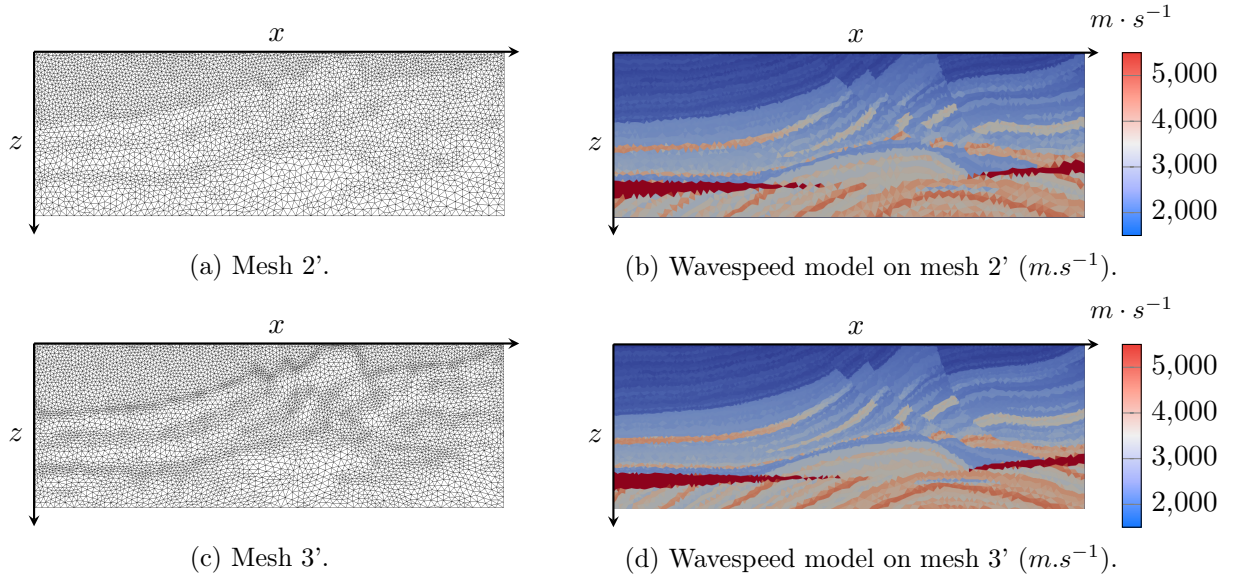 x
z
(a) Mesh 2’.
x
z
m · s⁻¹
5,000
4,000
3,000
2,000
(b) Wavespeed model on mesh 2’ (m.s⁻¹).
x
z
(c) Mesh 3’.
x
z
m · s⁻¹
5,000
4,000
3,000
2,000
(d) Wavespeed model on mesh 3’ (m.s⁻¹).